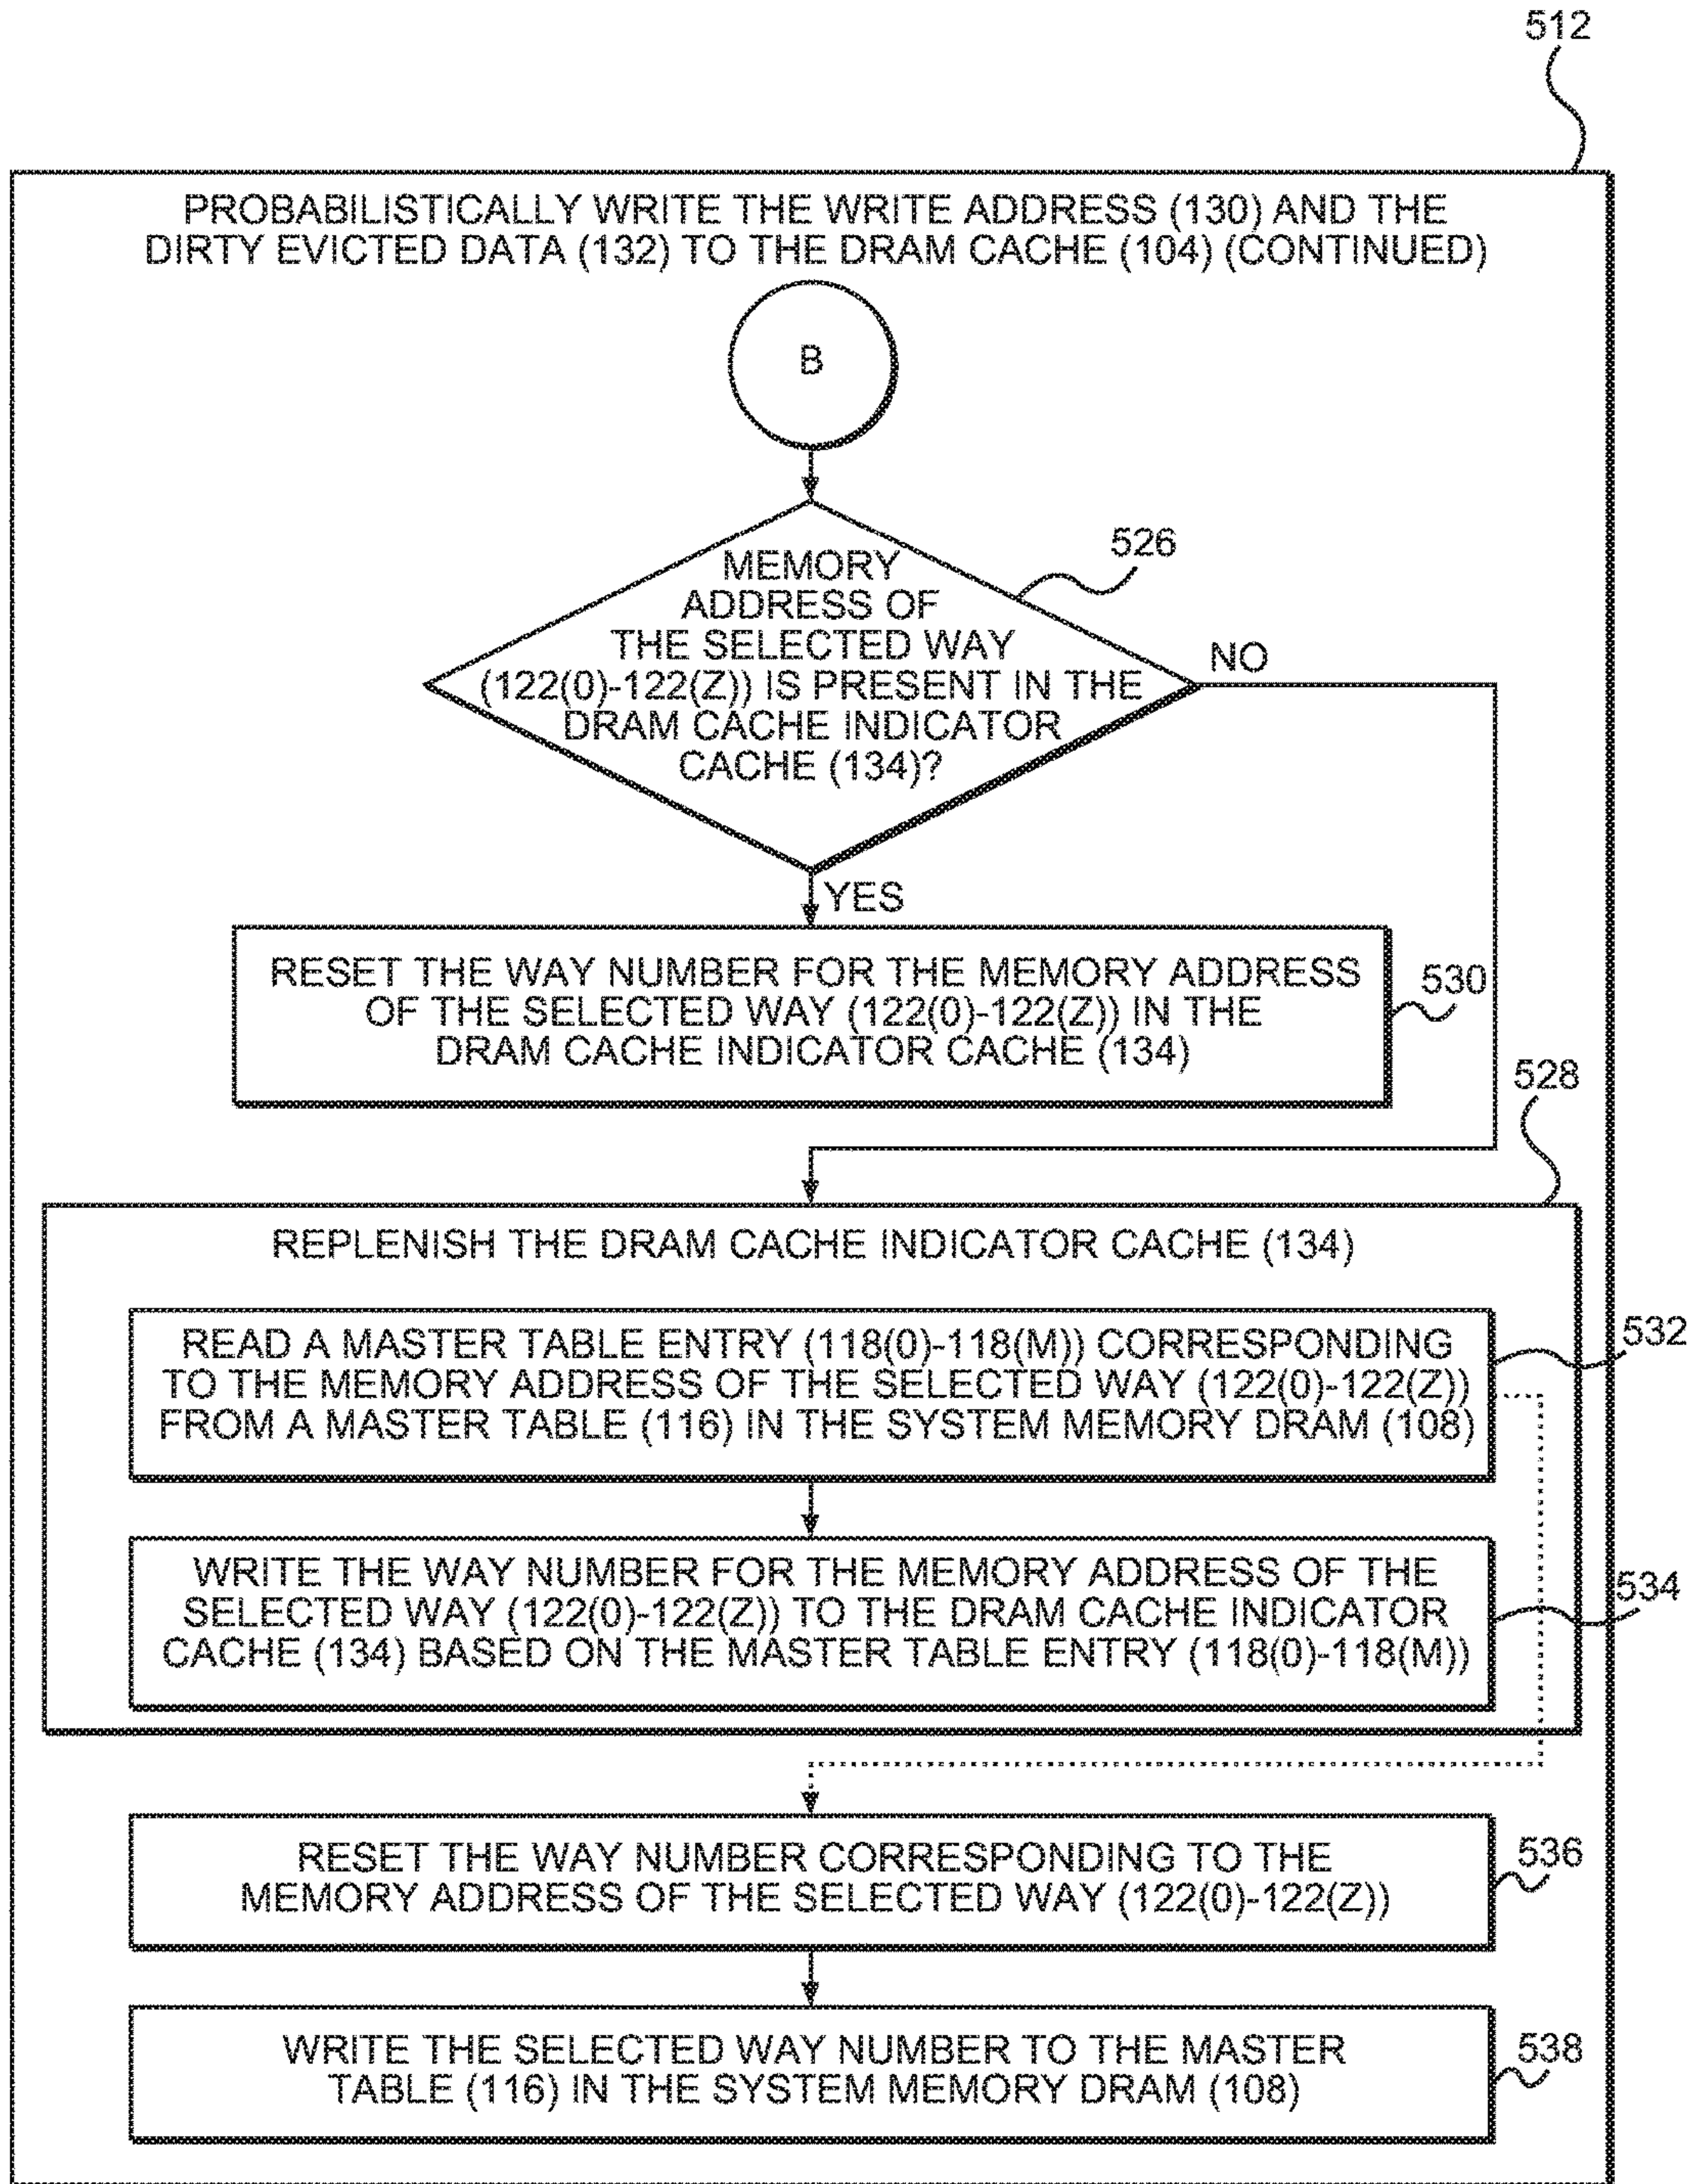 512
PROBABILISTICALLY WRITE THE WRITE ADDRESS (130) AND THE
DIRTY EVICTED DATA (132) TO THE DRAM CACHE (104) (CONTINUED)
B
526
MEMORY
ADDRESS OF
THE SELECTED WAY
(122(0)-122(Z)) IS PRESENT IN THE
DRAM CACHE INDICATOR
CACHE (134)?
NO
YES
RESET THE WAY NUMBER FOR THE MEMORY ADDRESS
OF THE SELECTED WAY (122(0)-122(Z)) IN THE
DRAM CACHE INDICATOR CACHE (134)
530
528
REPLENISH THE DRAM CACHE INDICATOR CACHE (134)
READ A MASTER TABLE ENTRY (118(0)-118(M)) CORRESPONDING
TO THE MEMORY ADDRESS OF THE SELECTED WAY (122(0)-122(Z))
FROM A MASTER TABLE (116) IN THE SYSTEM MEMORY DRAM (108)
532
WRITE THE WAY NUMBER FOR THE MEMORY ADDRESS OF THE
SELECTED WAY (122(0)-122(Z)) TO THE DRAM CACHE INDICATOR
CACHE (134) BASED ON THE MASTER TABLE ENTRY (118(0)-118(M))
534
RESET THE WAY NUMBER CORRESPONDING TO THE
MEMORY ADDRESS OF THE SELECTED WAY (122(0)-122(Z))
536
WRITE THE SELECTED WAY NUMBER TO THE MASTER
TABLE (116) IN THE SYSTEM MEMORY DRAM (108)
538